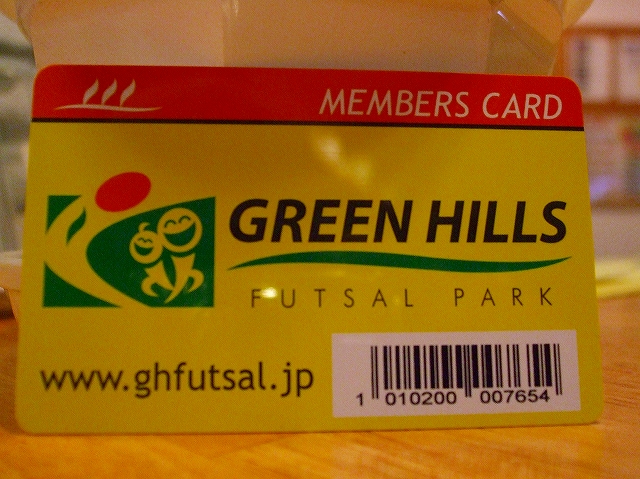 MEMBERS CARD
GREEN HILLS
FUTSAL PARK
www.ghfutsal.jp
1 010200 007654